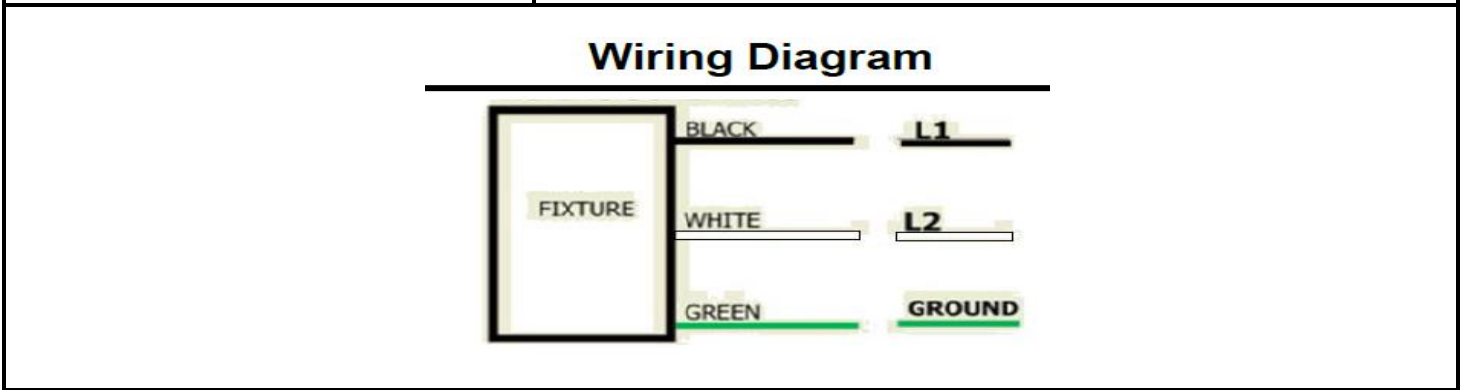 Wiring Diagram
BLACK L1
FIXTURE
WHITE L2
GREEN GROUND